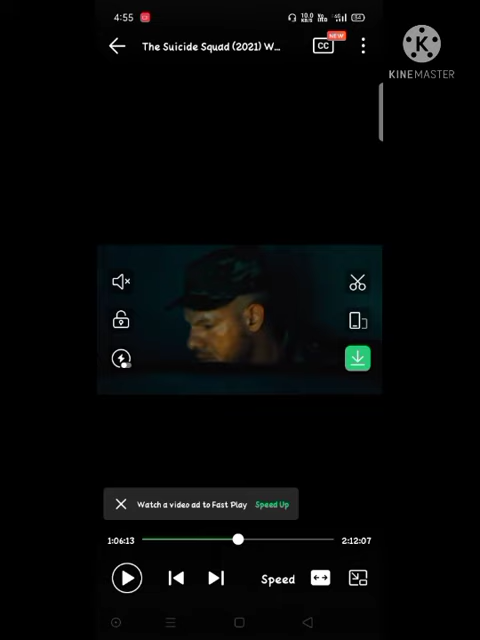 4:55
The Suicide Squad (2021) W...
CC
NEW
K
KINEMASTER
Watch a video ad to Fast Play Speed Up
1:06:13
2:12:07
Speed